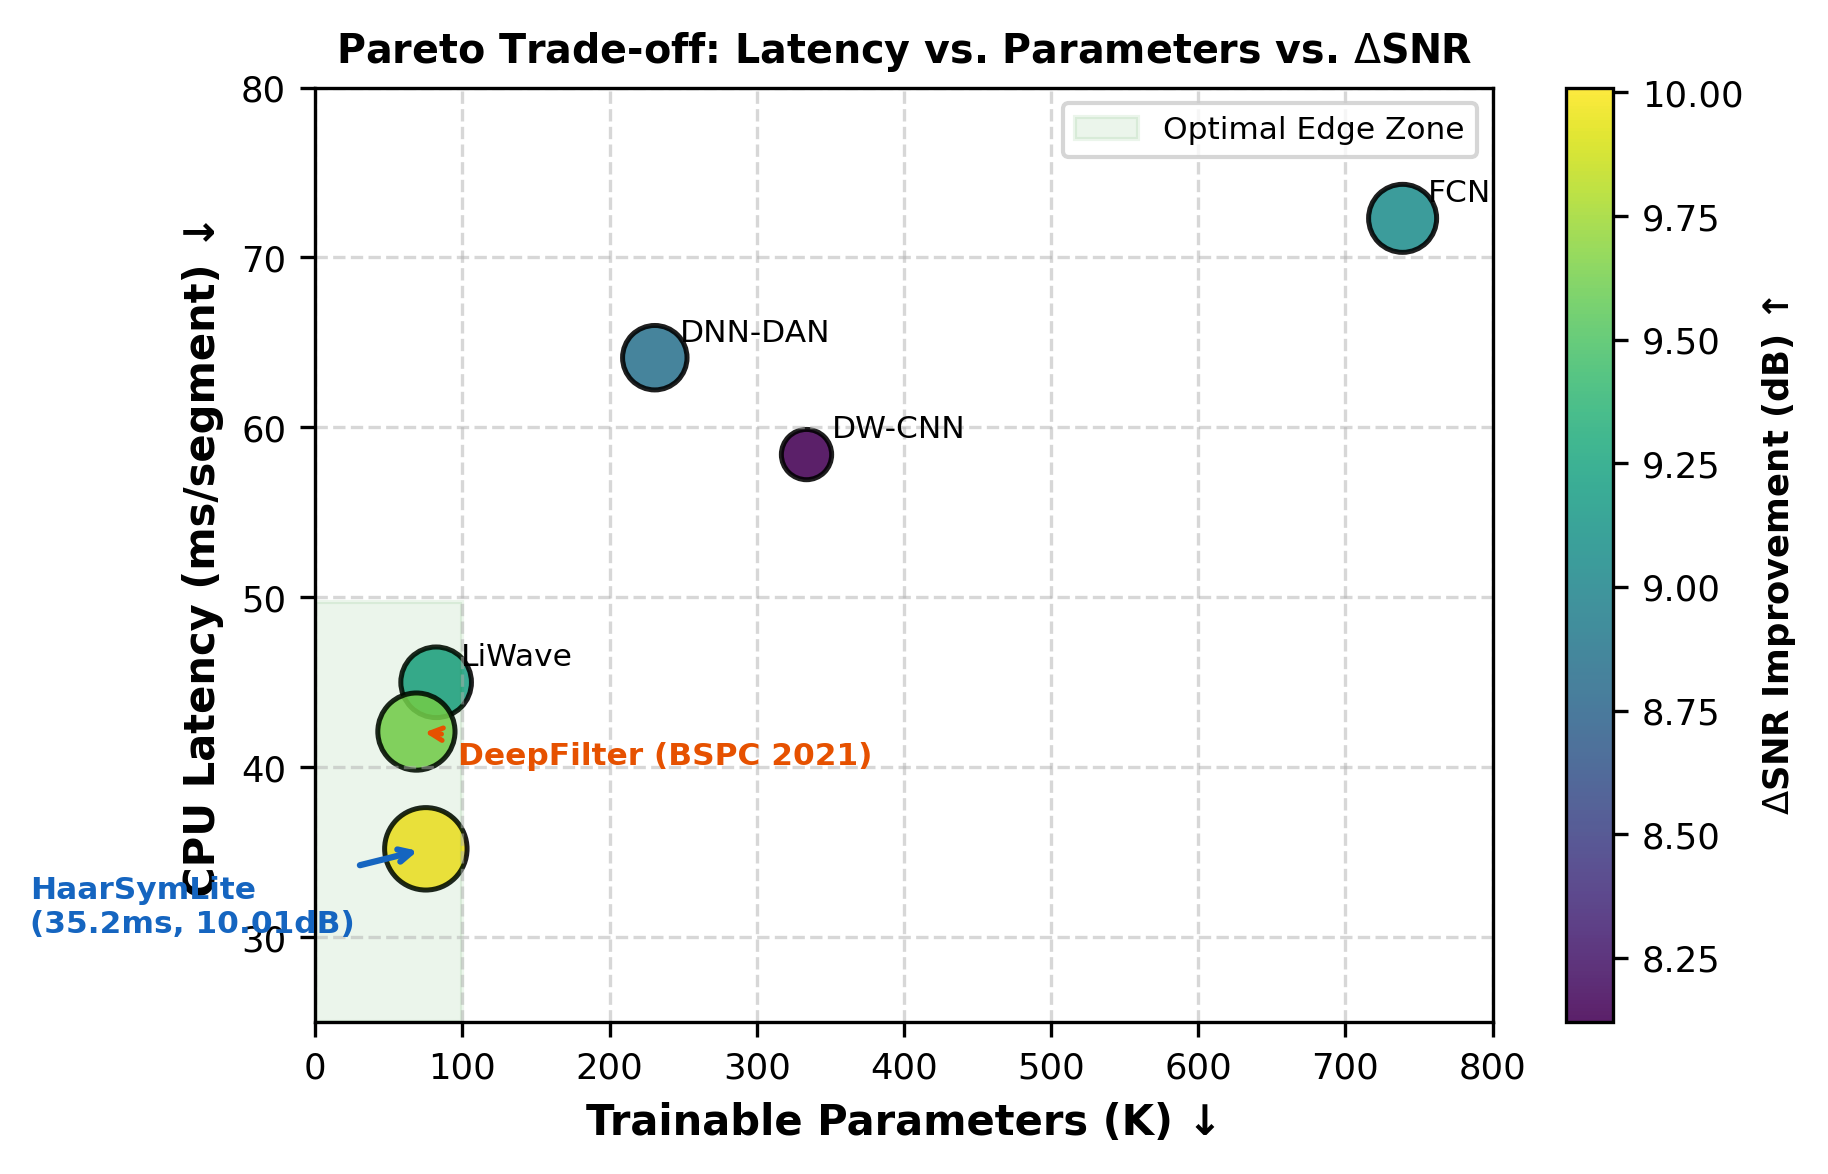 Pareto Trade-off: Latency vs. Parameters vs. ΔSNR
80
70
60
50
40
30
CPU Latency (ms/segment) ↓
Optimal Edge Zone
FCN
DNN-DAN
DW-CNN
LiWave
DeepFilter (BSPC 2021)
HaarSymLite
(35.2ms, 10.01dB)
0 100 200 300 400 500 600 700 800
Trainable Parameters (K) ↓
10.00
9.75
9.50
9.25
9.00
8.75
8.50
8.25
ΔSNR Improvement (dB) ↑